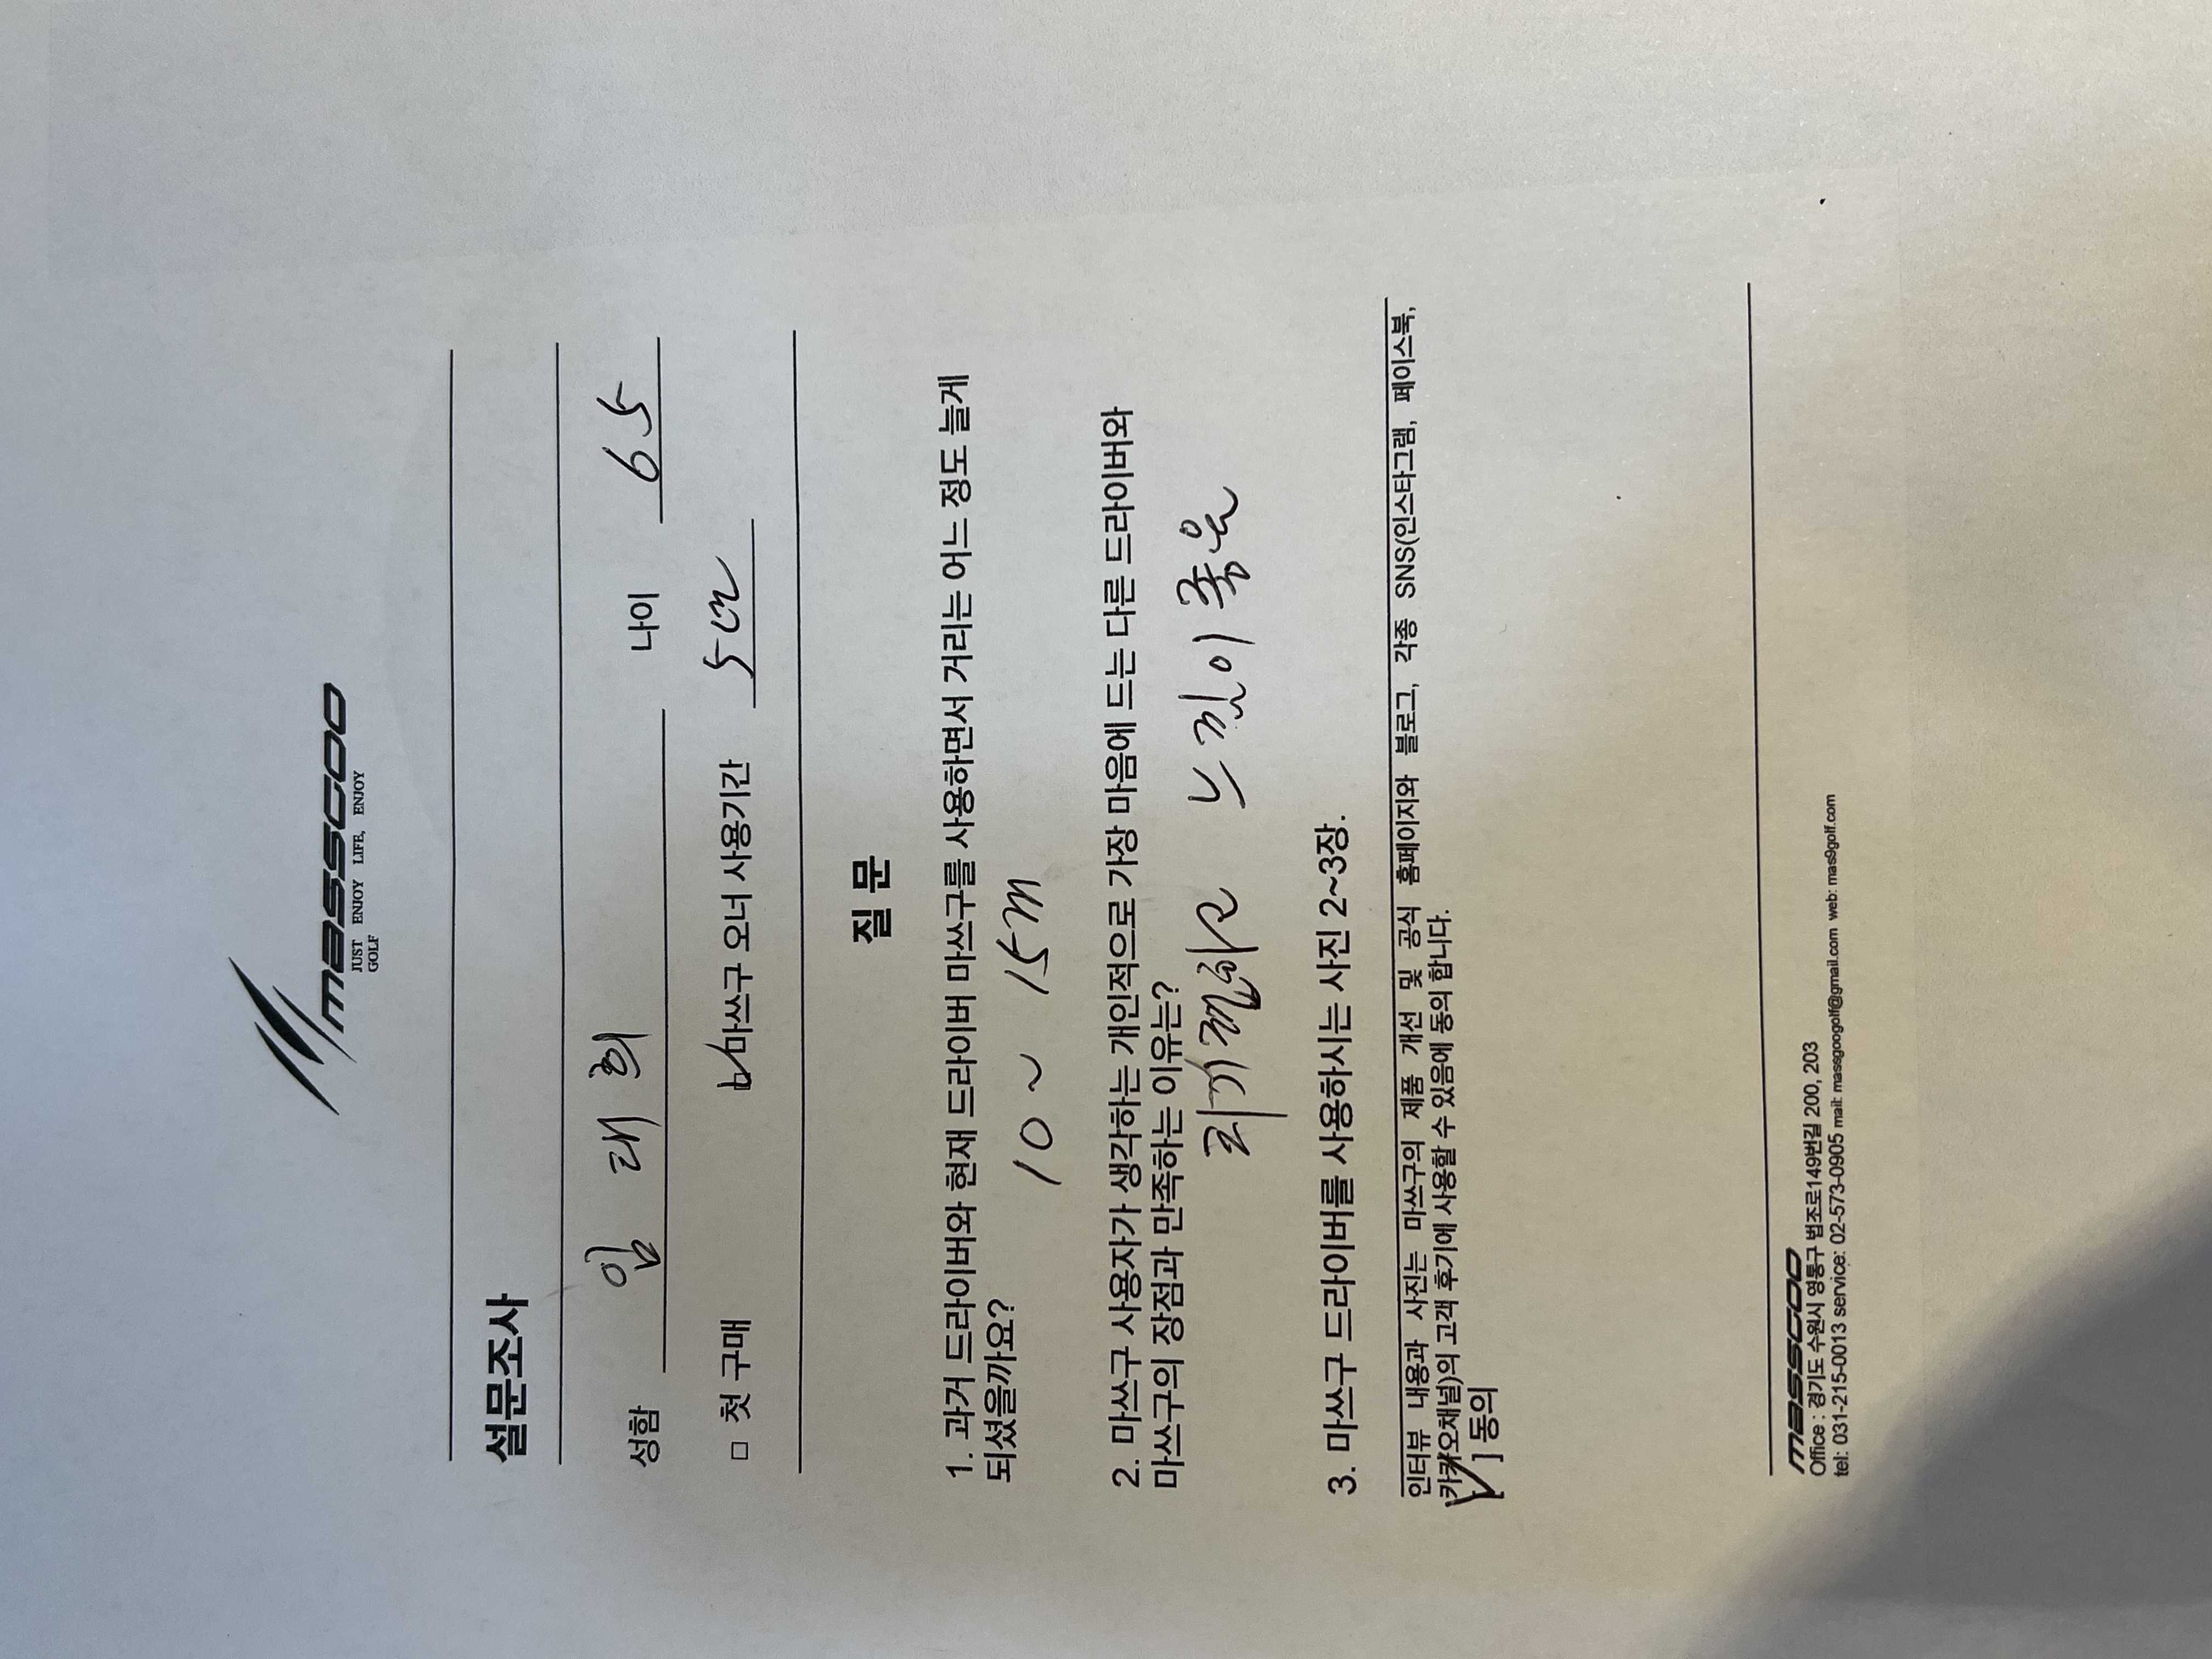 massgoo
JUST ENJOY LIFE, ENJOY
GOLF
설문조사
성함 임대희 나이 65
□ 첫 구매 □ 마쓰구 오너 사용기간 5년
질 문
1. 과거 드라이버와 현재 드라이버 마쓰구를 사용하면서 거리는 어느 정도 늘게
되셨을까요?
10 ~ 15m
2. 마쓰구 사용자가 생각하는 개인적으로 가장 마음에 드는 다른 드라이버와
마쓰구의 장점과 만족하는 이유는?
느낌이 좋음
3. 마쓰구 드라이버를 사용하시는 사진 2~3장.
인터뷰 내용과 사진는 마쓰구의 제품 개선 및 공식 홈페이지와 블로그, 각종 SNS(인스타그램, 페이스북,
카카오채널)의 고객 후기에 사용할 수 있음에 동의 합니다.
[ ] 동의
massgoo
Office : 경기도 수원시 영통구 법조로149번길 200, 203
tel: 031-215-0013 service: 02-573-0905 mail: massgoogolf@gmail.com web: mas9golf.com